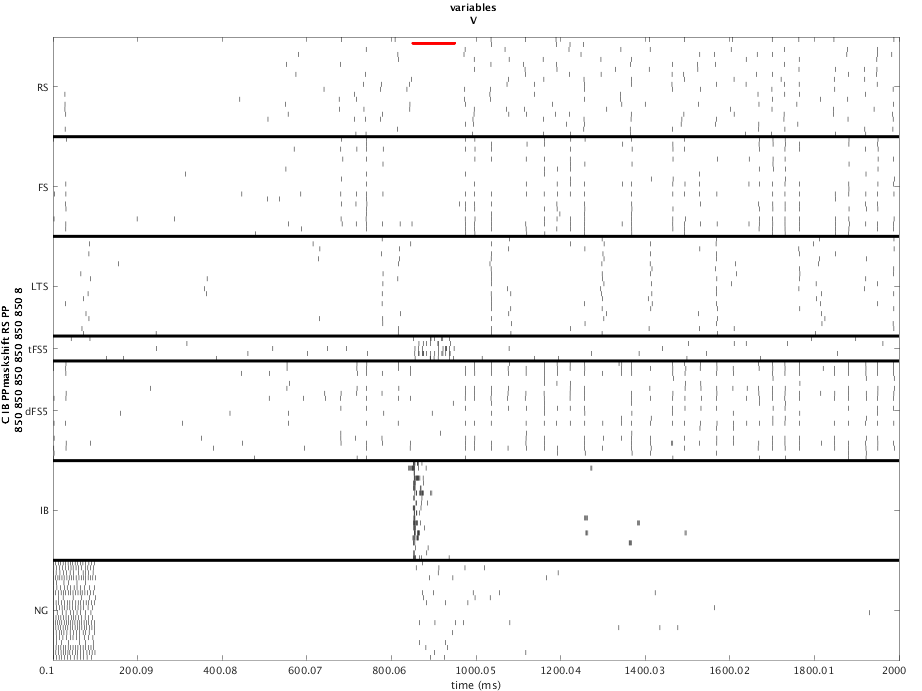 variables
V
RS
FS
LTS
tFS5
dFS5
IB
NG
C IB PPmaskshift RS PP
850 850 850 850 850 850 8
0.1 200.09 400.08 600.07 800.06 1000.05 1200.04 1400.03 1600.02 1800.01 2000
time (ms)